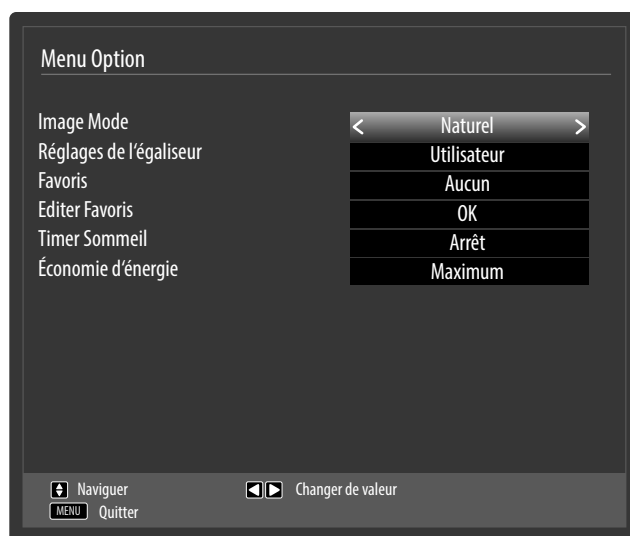 Menu Option
Image Mode < Naturel >
Réglages de l‘égaliseur Utilisateur
Favoris Aucun
Editer Favoris OK
Timer Sommeil Arrêt
Économie d‘énergie Maximum
Naviguer Changer de valeur
MENU Quitter